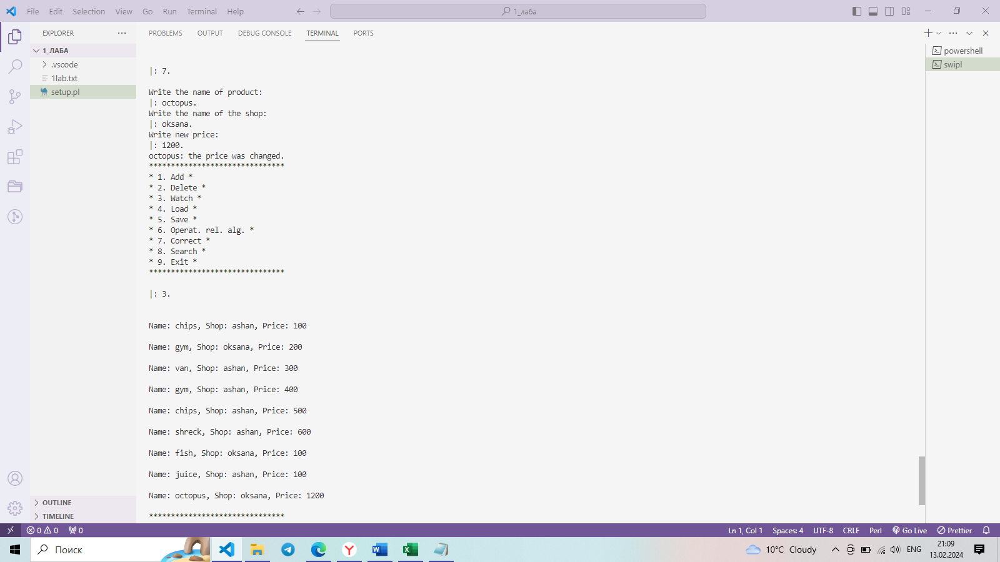 File Edit Selection View Go Run Terminal Help
1_лаба
EXPLORER
1_ЛАБА
.vscode
1lab.txt
setup.pl
OUTLINE
TIMELINE
PROBLEMS OUTPUT DEBUG CONSOLE TERMINAL PORTS
powershell
swipl
|: 7.
Write the name of product:
|: octopus.
Write the name of the shop:
|: oksana.
Write new price:
|: 1200.
octopus: the price was changed.
*******************************
* 1. Add *
* 2. Delete *
* 3. Watch *
* 4. Load *
* 5. Save *
* 6. Operat. rel. alg. *
* 7. Correct *
* 8. Search *
* 9. Exit *
*******************************
|: 3.
Name: chips, Shop: ashan, Price: 100
Name: gym, Shop: oksana, Price: 200
Name: van, Shop: ashan, Price: 300
Name: gym, Shop: ashan, Price: 400
Name: chips, Shop: ashan, Price: 500
Name: shreck, Shop: ashan, Price: 600
Name: fish, Shop: oksana, Price: 100
Name: juice, Shop: ashan, Price: 100
Name: octopus, Shop: oksana, Price: 1200
*******************************
0 0 0
Ln 1, Col 1 Spaces: 4 UTF-8 CRLF Perl Go Live Prettier
Поиск
10°C Cloudy
ENG
21:09
13.02.2024